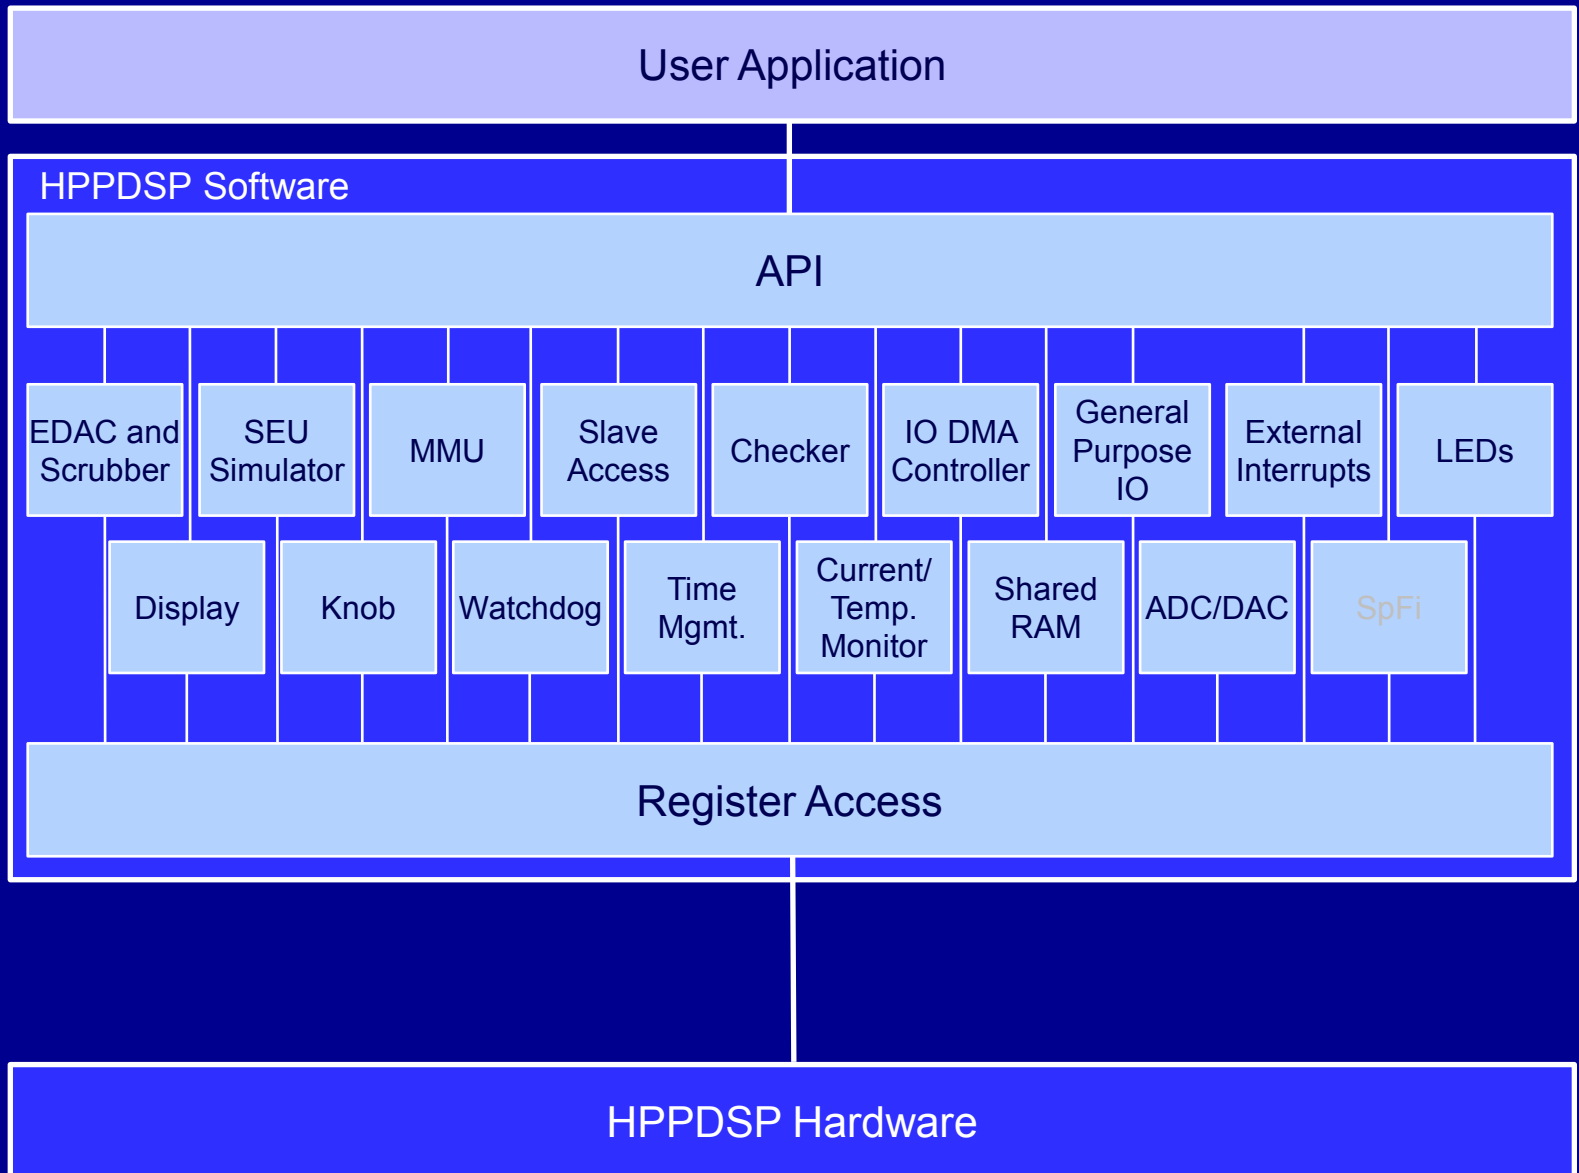 User Application
HPPDSP Software
API
EDAC and
Scrubber
SEU
Simulator
MMU
Slave
Access
Checker
IO DMA
Controller
General
Purpose
IO
External
Interrupts
LEDs
Display
Knob
Watchdog
Time
Mgmt.
Current/
Temp.
Monitor
Shared
RAM
ADC/DAC
SpFi
Register Access
HPPDSP Hardware